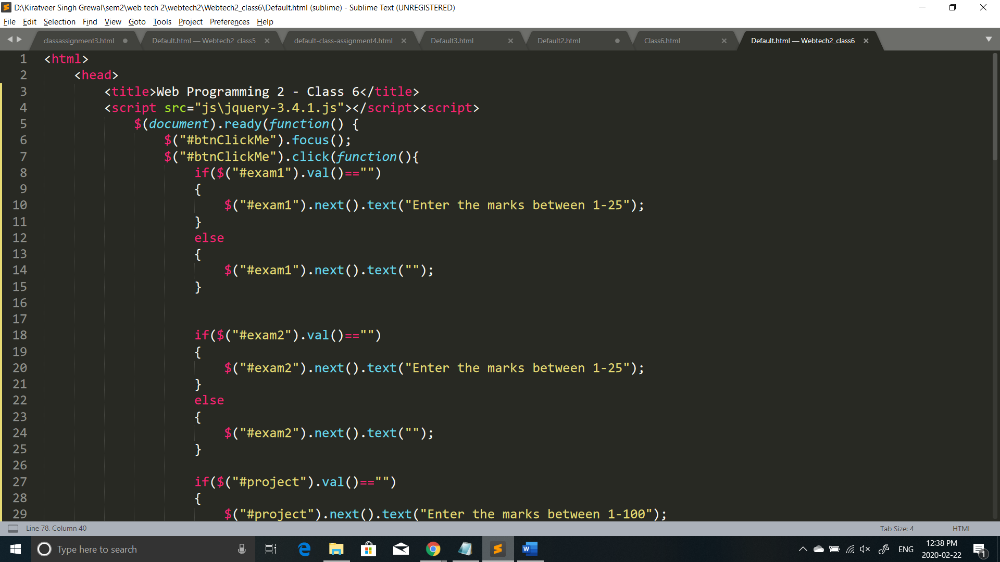 D:\Kiratveer Singh Grewal\sem2\web tech 2\webtech2\Webtech2_class6\Default.html (sublime) - Sublime Text (UNREGISTERED)
File Edit Selection Find View Goto Tools Project Preferences Help
classassignment3.html Default.html — Webtech2_class5 default-class-assignment4.html Default3.html Default2.html Class6.html Default.html — Webtech2_class6
1 <html>
2 <head>
3 <title>Web Programming 2 - Class 6</title>
4 <script src="js\jquery-3.4.1.js"></script><script>
5 $(document).ready(function() {
6 $("#btnClickMe").focus();
7 $("#btnClickMe").click(function(){
8 if($("#exam1").val()=="")
9 {
10 $("#exam1").next().text("Enter the marks between 1-25");
11 }
12 else
13 {
14 $("#exam1").next().text("");
15 }
16
17
18 if($("#exam2").val()=="")
19 {
20 $("#exam2").next().text("Enter the marks between 1-25");
21 }
22 else
23 {
24 $("#exam2").next().text("");
25 }
26
27 if($("#project").val()=="")
28 {
29 $("#project").next().text("Enter the marks between 1-100");
Line 78, Column 40 Tab Size: 4 HTML
Type here to search ENG 12:38 PM
2020-02-22 1